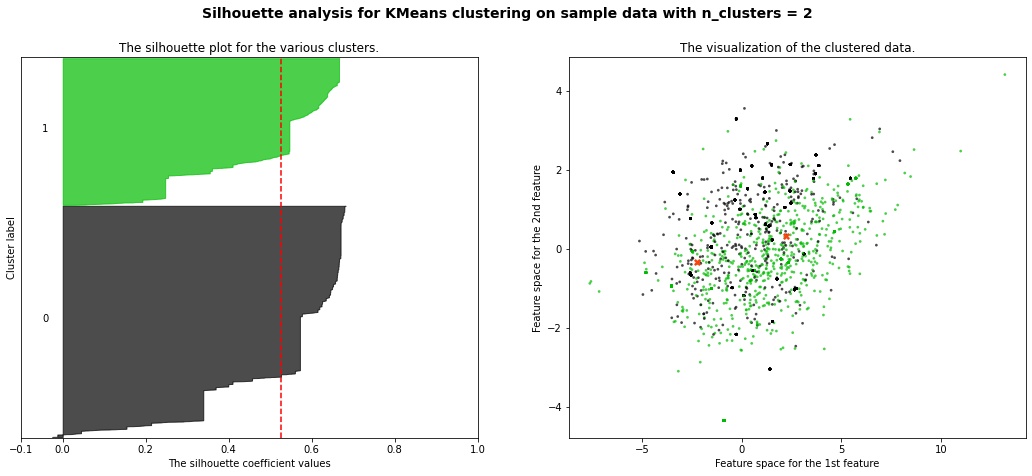 Silhouette analysis for KMeans clustering on sample data with n_clusters = 2
The silhouette plot for the various clusters.
Cluster label
1
0
−0.1 0.0 0.2 0.4 0.6 0.8 1.0
The silhouette coefficient values
The visualization of the clustered data.
Feature space for the 2nd feature
4
2
0
−2
−4
−5 0 5 10
Feature space for the 1st feature